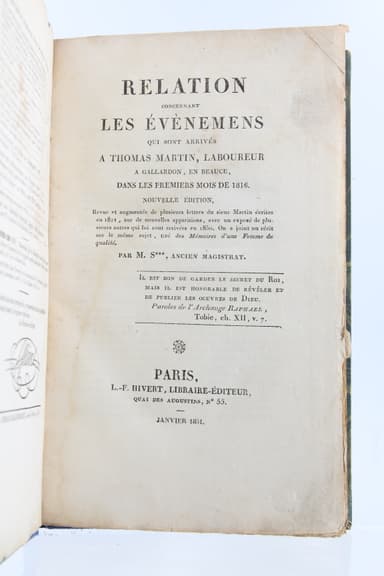 RELATION
CONCERNANT
LES ÉVÈNEMENS
QUI SONT ARRIVÉS
A THOMAS MARTIN, LABOUREUR
A GALLARDON, EN BEAUCE,
DANS LES PREMIERS MOIS DE 1816.
NOUVELLE ÉDITION,
Revue et augmentée de plusieurs lettres du sieur Martin écrites
en 1821, sur de nouvelles apparitions, avec un exposé de plu-
sieurs autres qui lui sont arrivées en 1830. On a joint un récit
sur le même sujet, tiré des Mémoires d'une Femme de
qualité.
PAR M. S***, ANCIEN MAGISTRAT.
IL EST BON DE GARDER LE SECRET DU ROI,
MAIS IL EST HONORABLE DE RÉVÉLER ET
DE PUBLIER LES ŒUVRES DE DIEU.
Paroles de l'Archange RAPHAEL,
Tobie, ch. XII, v. 7.
PARIS,
L.-F. HIVERT, LIBRAIRE-ÉDITEUR,
QUAI DES AUGUSTINS, N° 55.
JANVIER 1831.